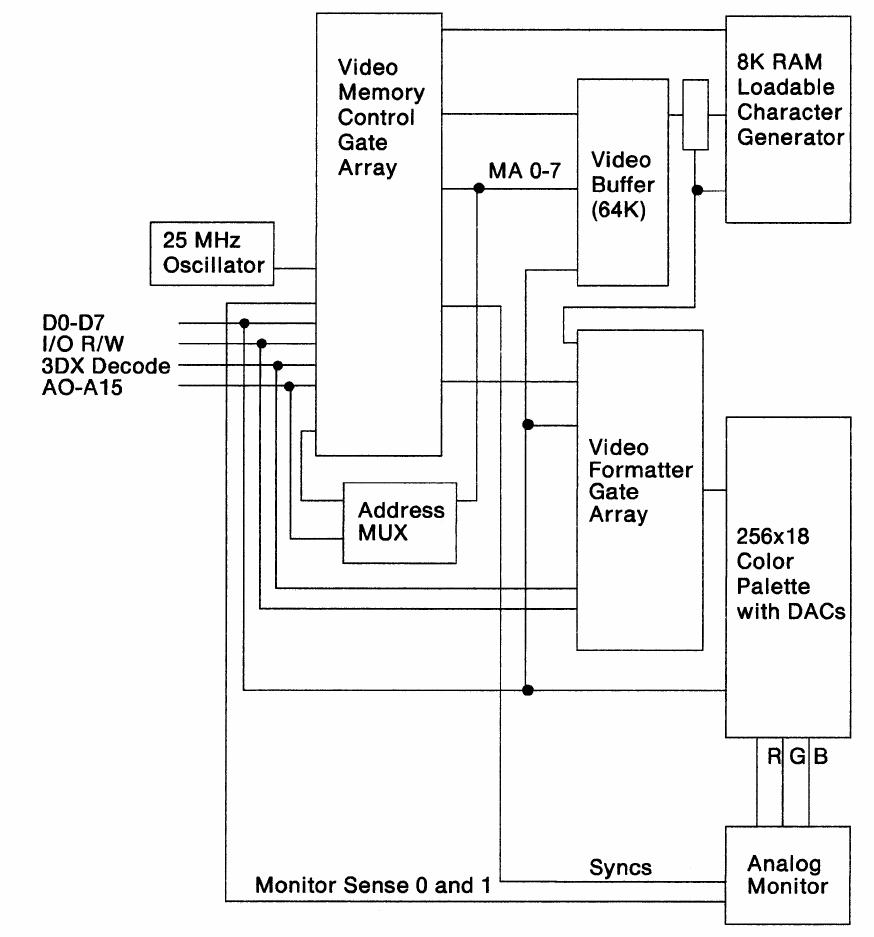 Video
Memory
Control
Gate
Array
8K RAM
Loadable
Character
Generator
MA 0-7
Video
Buffer
(64K)
25 MHz
Oscillator
D0-D7
I/O R/W
3DX Decode
AO-A15
Video
Formatter
Gate
Array
Address
MUX
256x18
Color
Palette
with DACs
R G B
Syncs
Analog
Monitor
Monitor Sense 0 and 1